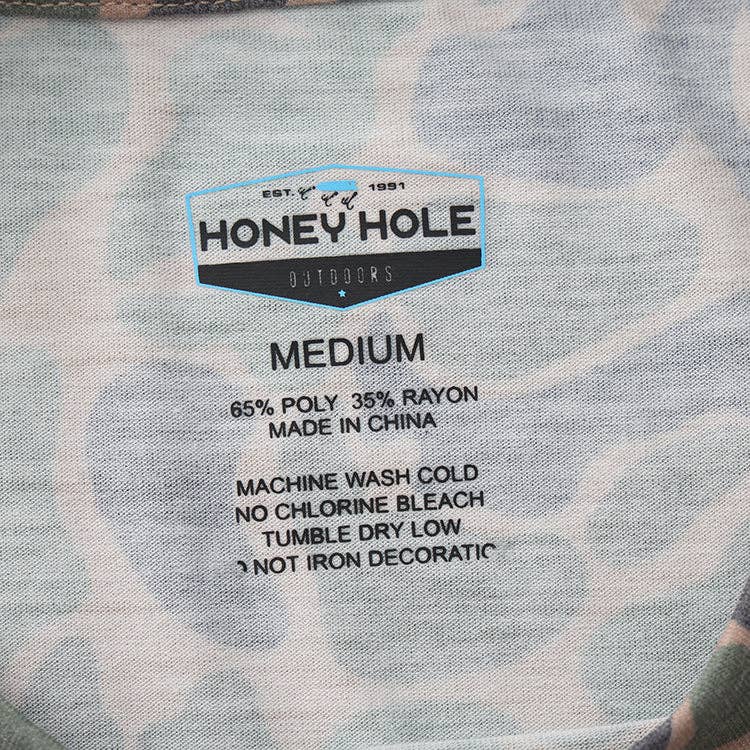 EST. 1991
HONEY HOLE
OUTDOORS
MEDIUM
65% POLY 35% RAYON
MADE IN CHINA
MACHINE WASH COLD
NO CHLORINE BLEACH
TUMBLE DRY LOW
NOT IRON DECORATIO